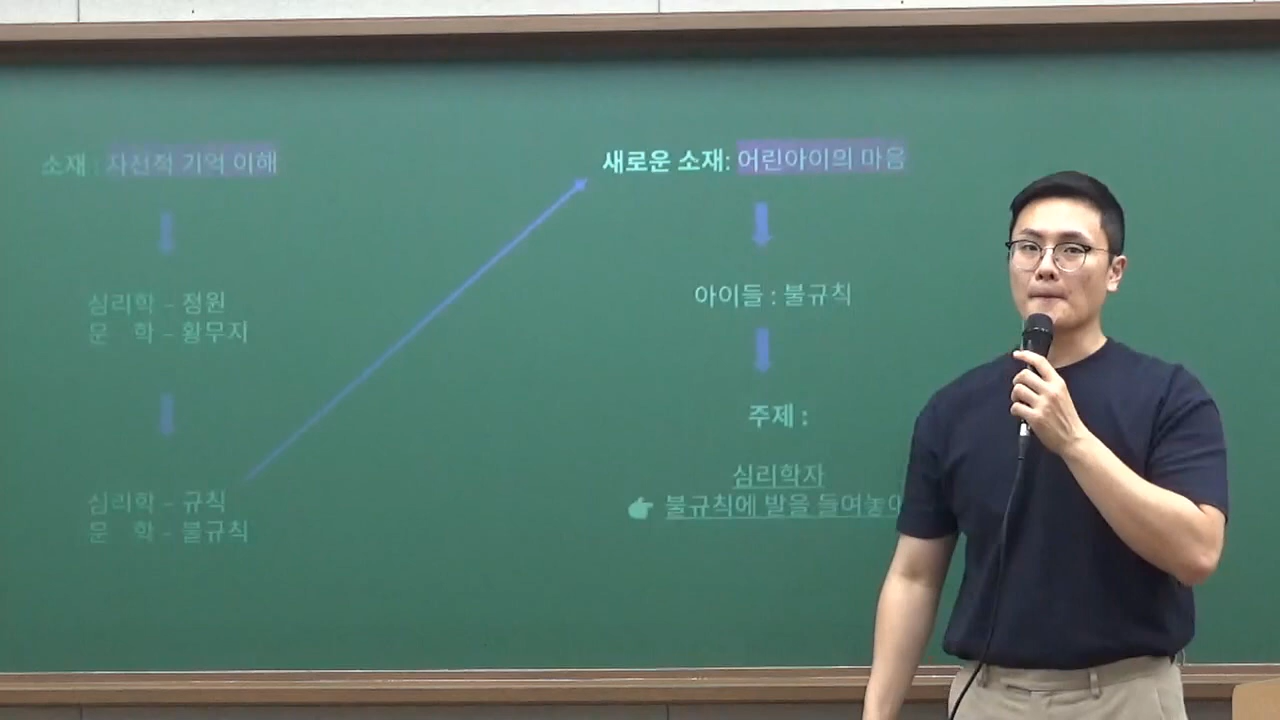 소재 : 자전적 기억 이해
심리학 – 정원
문 학 – 황무지
심리학 – 규칙
문 학 – 불규칙
새로운 소재: 어린아이의 마음
아이들 : 불규칙
주제 :
심리학자
불규칙에 발을 들여놓아